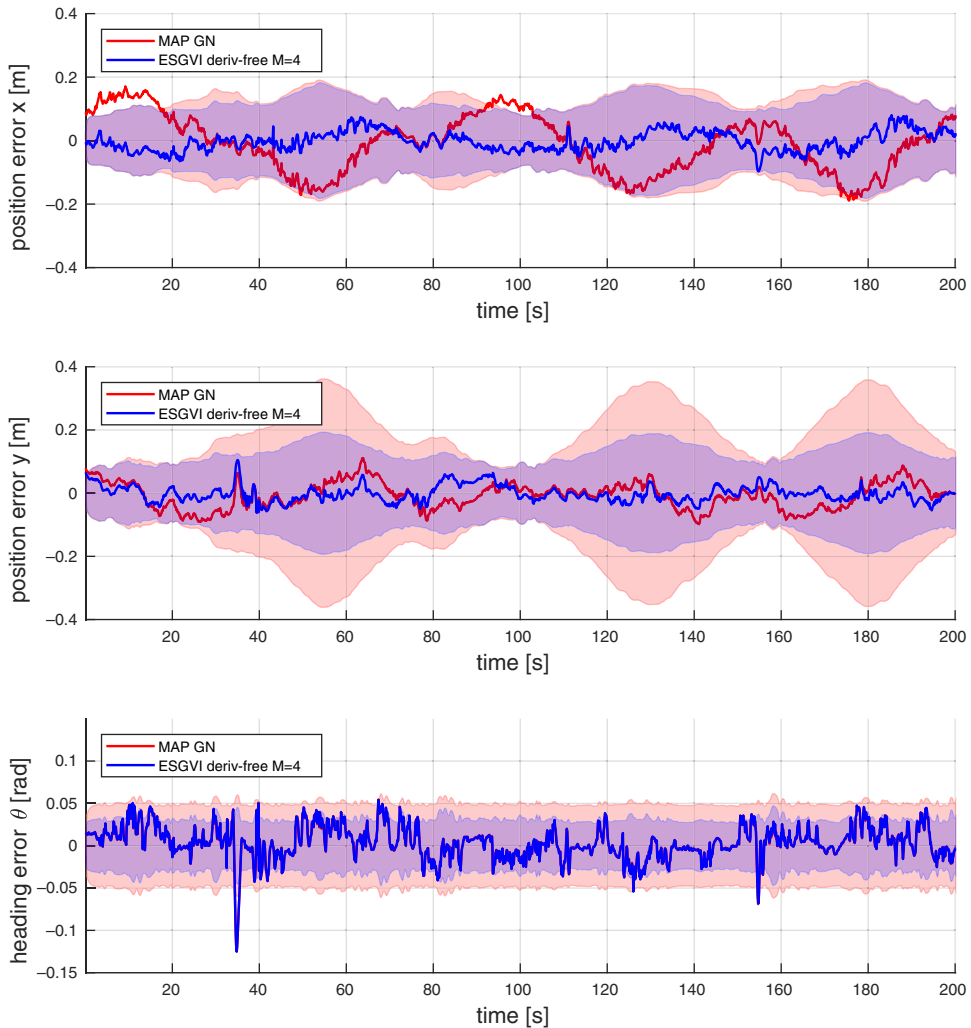 0.4
0.2
0
−0.2
−0.4
position error x [m]
MAP GN
ESGVI deriv-free M=4
20 40 60 80 100 120 140 160 180 200
time [s]
0.4
0.2
0
−0.2
−0.4
position error y [m]
MAP GN
ESGVI deriv-free M=4
20 40 60 80 100 120 140 160 180 200
time [s]
0.1
0.05
0
−0.05
−0.1
−0.15
heading error θ [rad]
MAP GN
ESGVI deriv-free M=4
20 40 60 80 100 120 140 160 180 200
time [s]